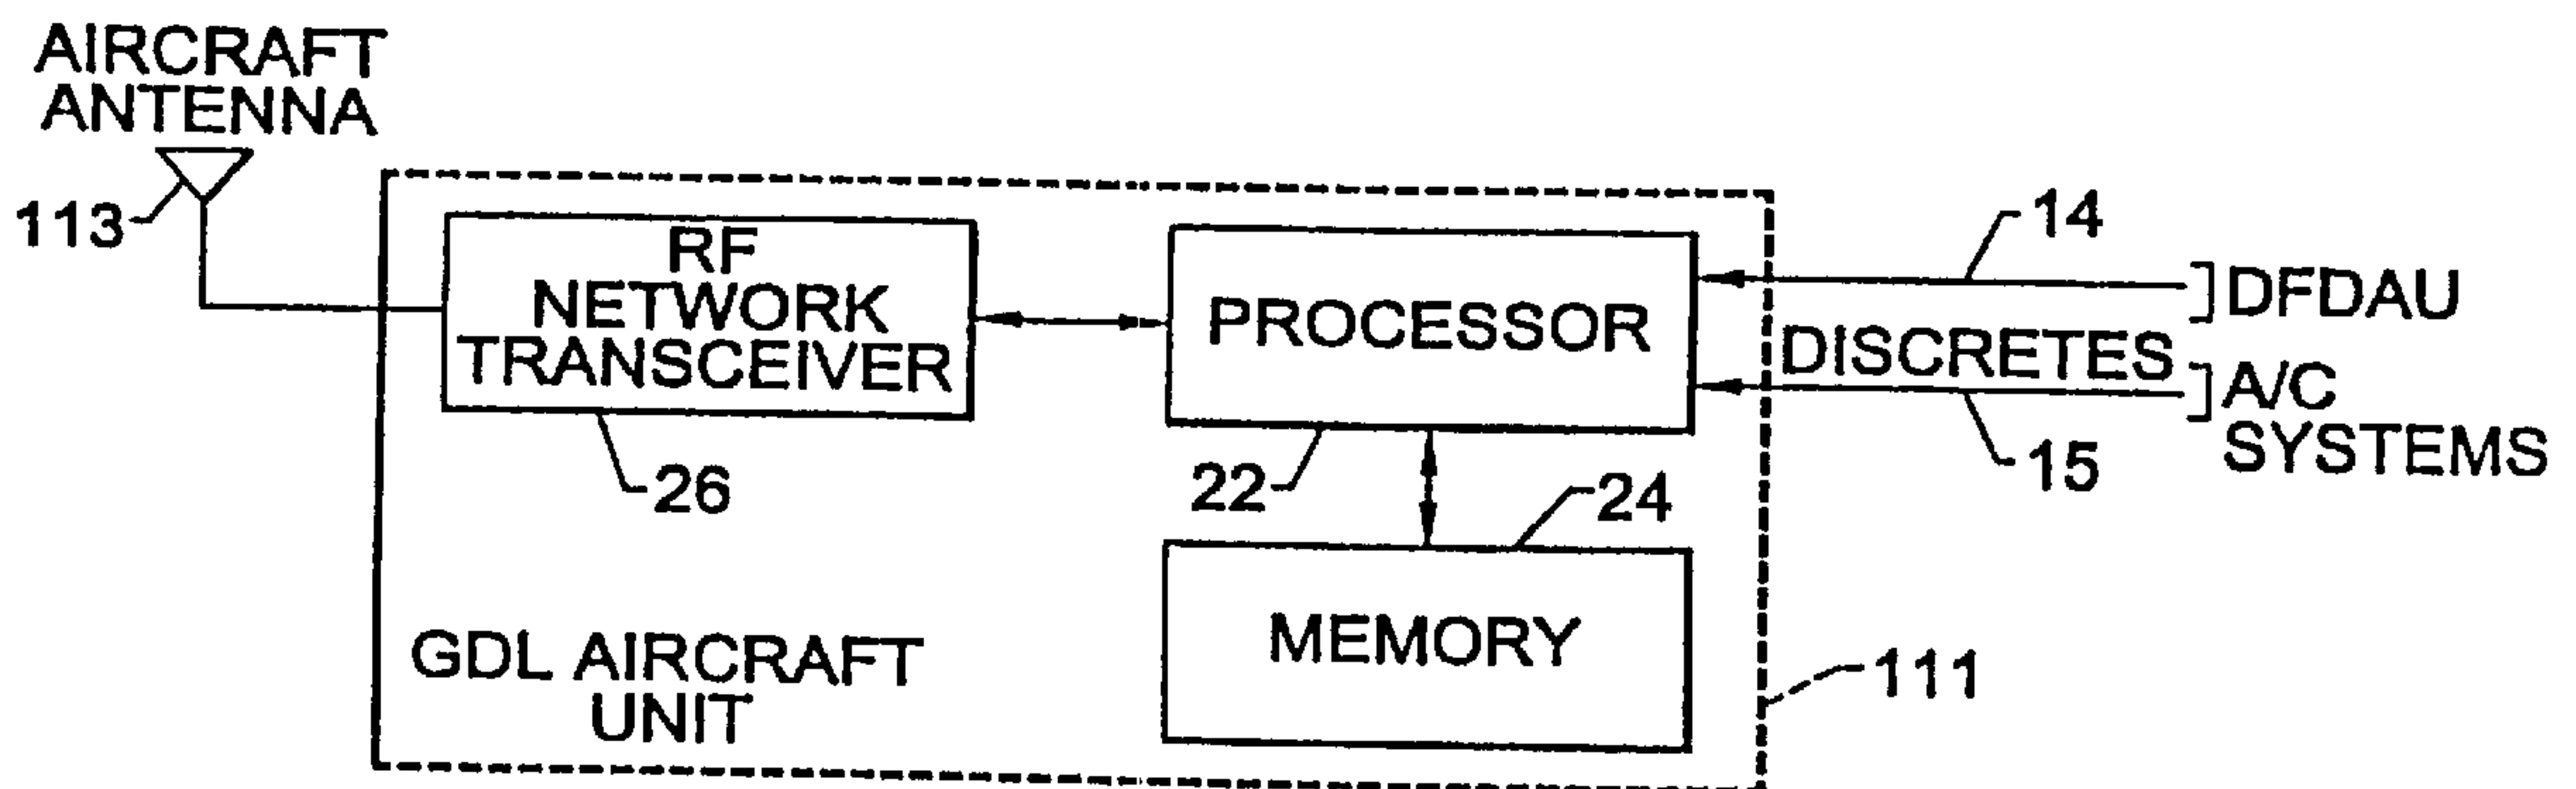 AIRCRAFT
ANTENNA
113
RF
NETWORK
TRANSCEIVER
26
PROCESSOR
22
24
MEMORY
GDL AIRCRAFT
UNIT
14
DFDAU
DISCRETES
15
A/C
SYSTEMS
111